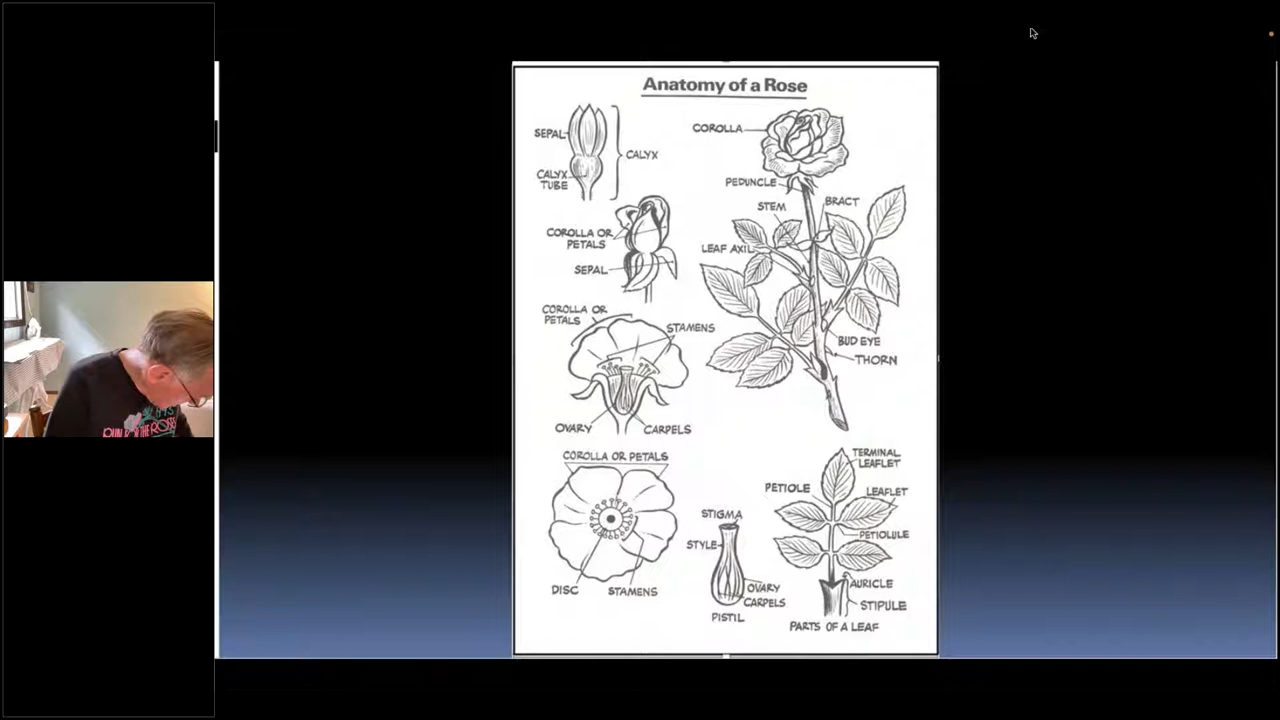 Anatomy of a Rose
SEPAL
CALYX
CALYX
TUBE
COROLLA OR
PETALS
SEPAL
COROLLA OR
PETALS
STAMENS
OVARY
CARPELS
COROLLA OR PETALS
DISC
STAMENS
COROLLA
PEDUNCLE
STEM
BRACT
LEAF AXIL
BUD EYE
THORN
STIGMA
STYLE
OVARY
CARPELS
PISTIL
TERMINAL
LEAFLET
PETIOLE
LEAFLET
PETIOLULE
AURICLE
STIPULE
PARTS OF A LEAF